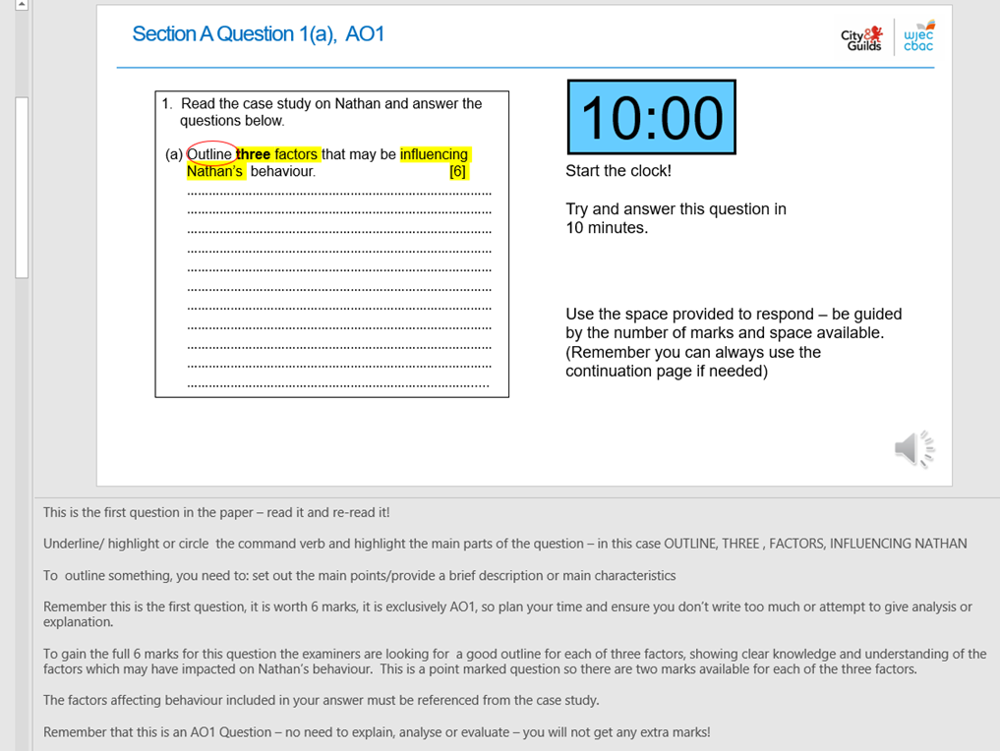 Section A Question 1(a), AO1
City&
Guilds
wjec
cbac
1. Read the case study on Nathan and answer the
questions below.
(a) Outline three factors that may be influencing
Nathan's behaviour. [6]
10:00
Start the clock!
Try and answer this question in
10 minutes.
Use the space provided to respond – be guided
by the number of marks and space available.
(Remember you can always use the
continuation page if needed)
This is the first question in the paper – read it and re-read it!
Underline/ highlight or circle the command verb and highlight the main parts of the question – in this case OUTLINE, THREE , FACTORS, INFLUENCING NATHAN
To outline something, you need to: set out the main points/provide a brief description or main characteristics
Remember this is the first question, it is worth 6 marks, it is exclusively AO1, so plan your time and ensure you don't write too much or attempt to give analysis or
explanation.
To gain the full 6 marks for this question the examiners are looking for a good outline for each of three factors, showing clear knowledge and understanding of the
factors which may have impacted on Nathan's behaviour. This is a point marked question so there are two marks available for each of the three factors.
The factors affecting behaviour included in your answer must be referenced from the case study.
Remember that this is an AO1 Question – no need to explain, analyse or evaluate – you will not get any extra marks!